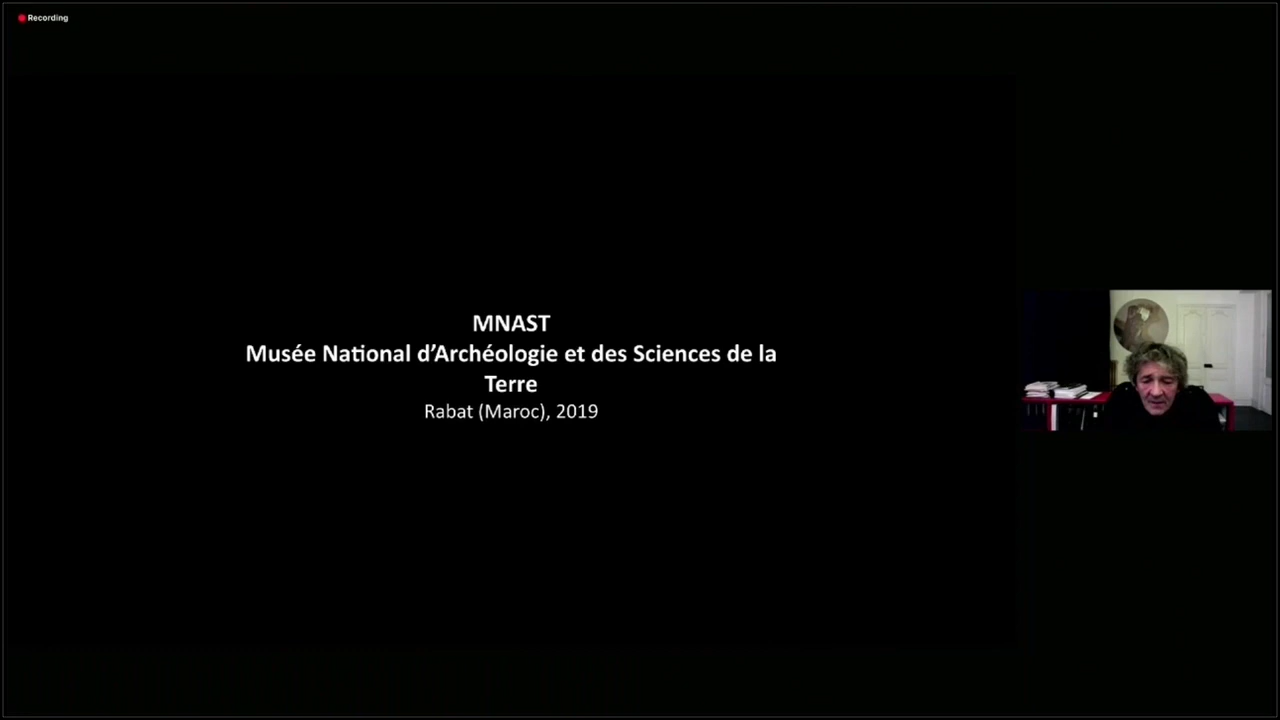 Recording
MNAST
Musée National d’Archéologie et des Sciences de la
Terre
Rabat (Maroc), 2019